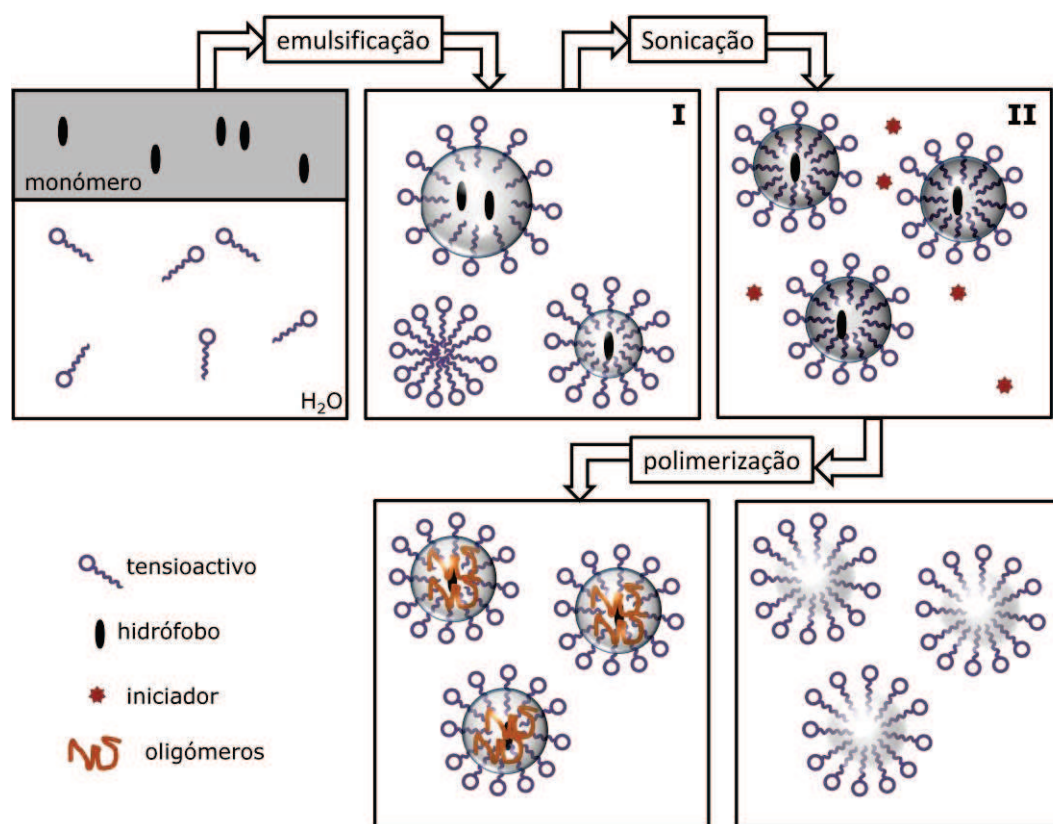 emulsificação
Sonicação
I
II
monómero
H₂O
polimerização
tensioactivo
hidrófobo
iniciador
oligómeros